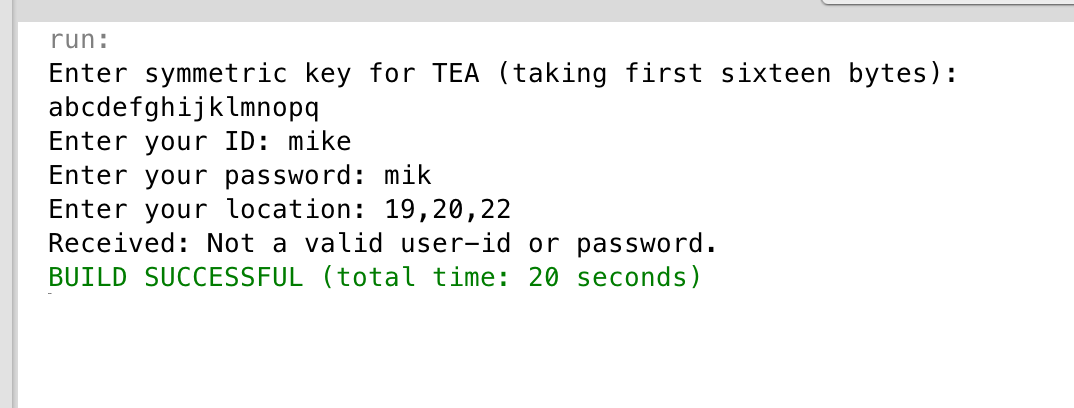 run:
Enter symmetric key for TEA (taking first sixteen bytes):
abcdefghijklmnopq
Enter your ID: mike
Enter your password: mik
Enter your location: 19,20,22
Received: Not a valid user-id or password.
BUILD SUCCESSFUL (total time: 20 seconds)